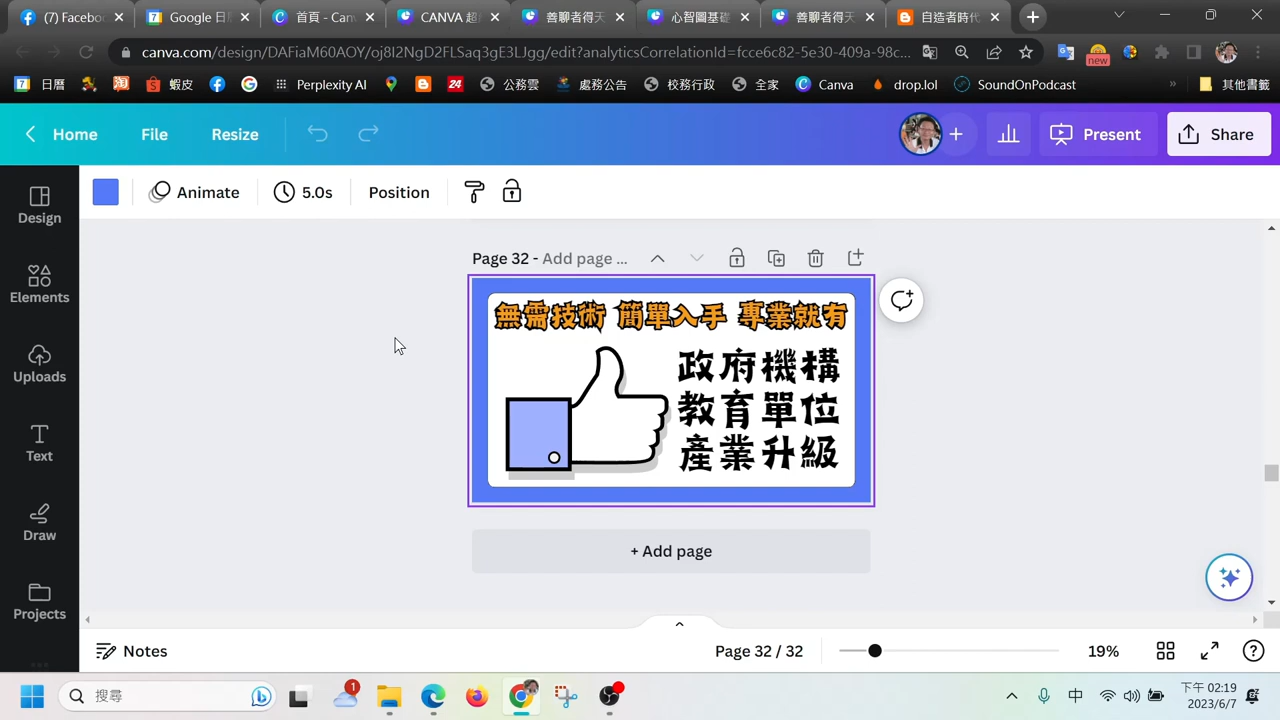 (7) Facebo
Google 日
首頁 - Can
CANVA 超
善聊者得天
心智圖基礎
善聊者得天
自造者時代
canva.com/design/DAFiaM60AOY/oj8I2NgD2FLSaq3gE3LJgg/edit?analyticsCorrelationId=fcce6c82-5e30-409a-98c...
new
7 日曆 淘 蝦皮 Perplexity AI 24 公務雲 處務公告 校務行政 全家 Canva drop.lol SoundOnPodcast » 其他書籤
Home File Resize Present Share
Animate 5.0s Position
Design
Elements
Uploads
Text
Draw
Projects
Page 32 - Add page ...
無需技術 簡單入手 專業就有
政府機構
教育單位
產業升級
+ Add page
Notes Page 32 / 32 19%
搜尋 1 中 下午 02:19
2023/6/7